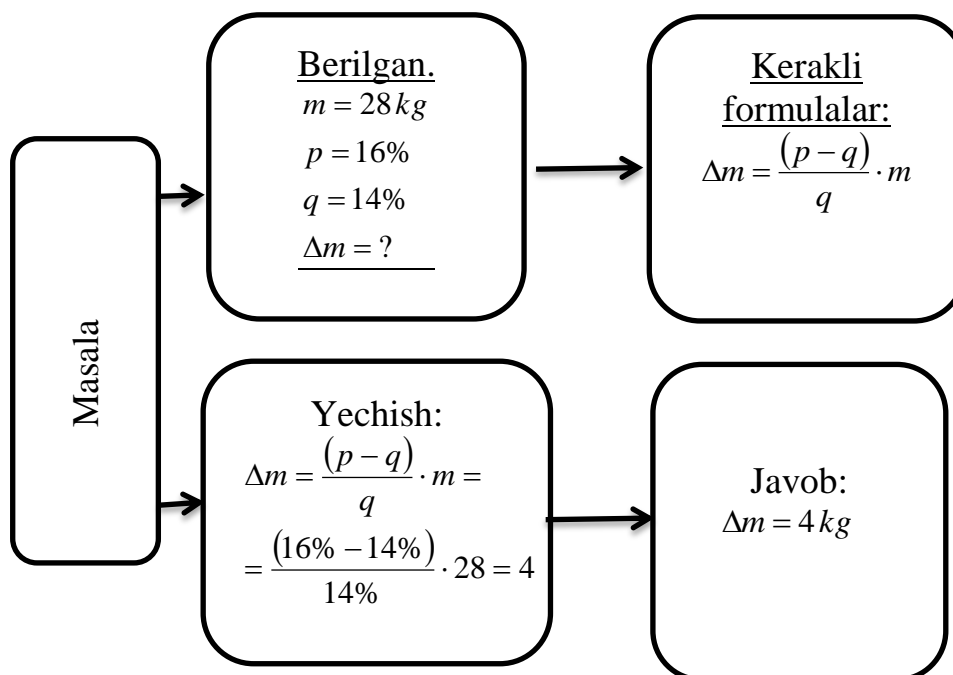 Masala
Berilgan.
m = 28 kg
p = 16%
q = 14%
Δm = ?
Kerakli
formulalar:
Δm = (p − q)/q · m
Yechish:
Δm = (p − q)/q · m =
= (16% − 14%)/14% · 28 = 4
Javob:
Δm = 4 kg